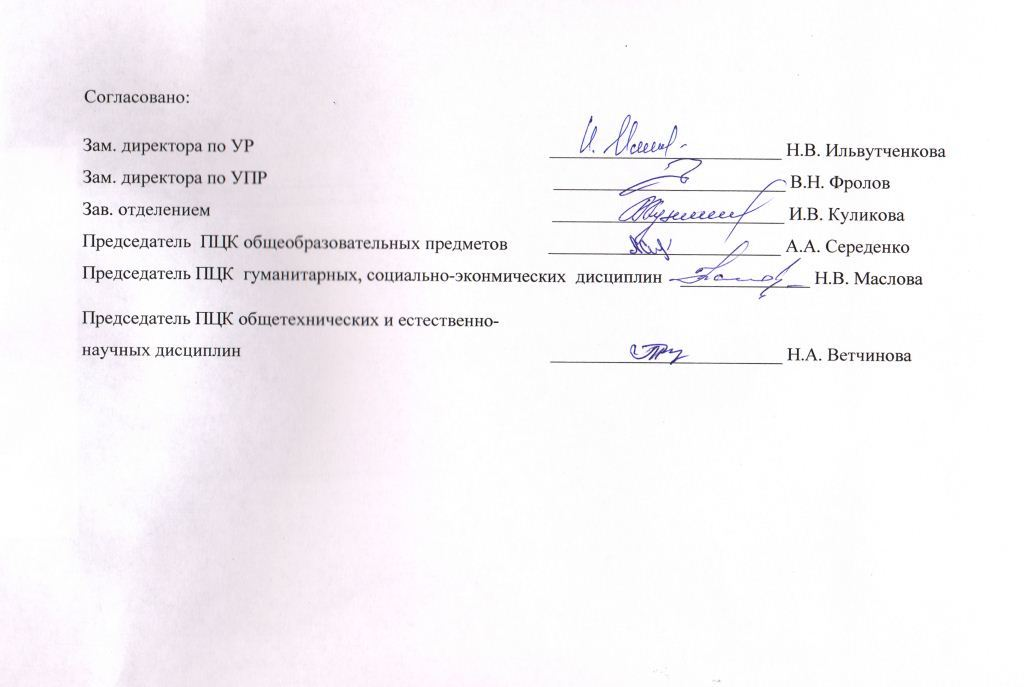 Согласовано:
Зам. директора по УР Н.В. Ильвутченкова
Зам. директора по УПР В.Н. Фролов
Зав. отделением И.В. Куликова
Председатель ПЦК общеобразовательных предметов А.А. Середенко
Председатель ПЦК гуманитарных, социально-эконмических дисциплин Н.В. Маслова
Председатель ПЦК общетехнических и естественно-
научных дисциплин Н.А. Ветчинова